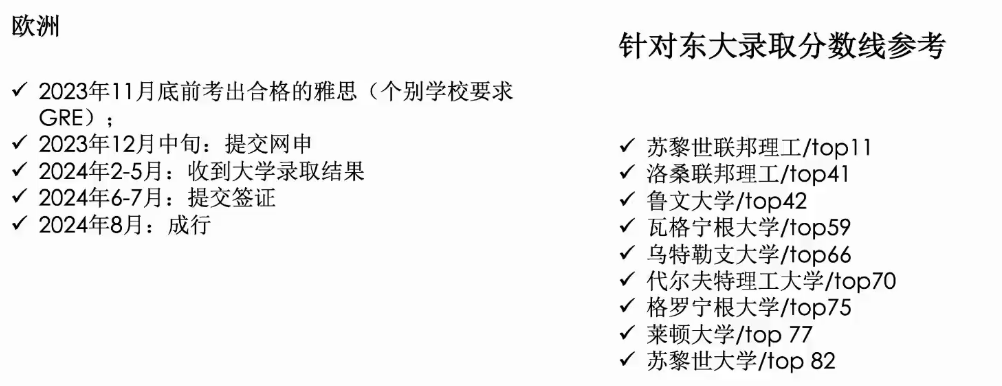 欧洲
✓ 2023年11月底前考出合格的雅思（个别学校要求
GRE）；
✓ 2023年12月中旬：提交网申
✓ 2024年2-5月：收到大学录取结果
✓ 2024年6-7月：提交签证
✓ 2024年8月：成行
针对东大录取分数线参考
✓ 苏黎世联邦理工/top11
✓ 洛桑联邦理工/top41
✓ 鲁文大学/top42
✓ 瓦格宁根大学/top59
✓ 乌特勒支大学/top66
✓ 代尔夫特理工大学/top70
✓ 格罗宁根大学/top75
✓ 莱顿大学/top 77
✓ 苏黎世大学/top 82